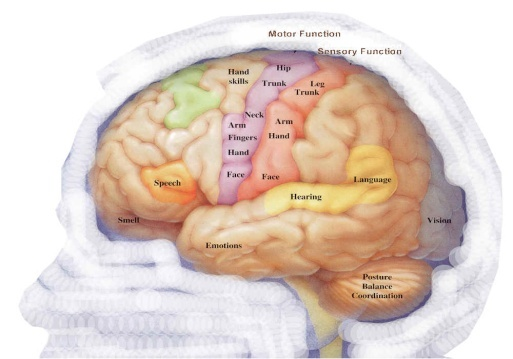 Motor Function
Sensory Function
Hip
Hand
skills
Trunk
Leg
Trunk
Neck
Arm
Arm
Fingers
Hand
Hand
Face
Face
Speech
Language
Hearing
Smell
Vision
Emotions
Posture
Balance
Coordination